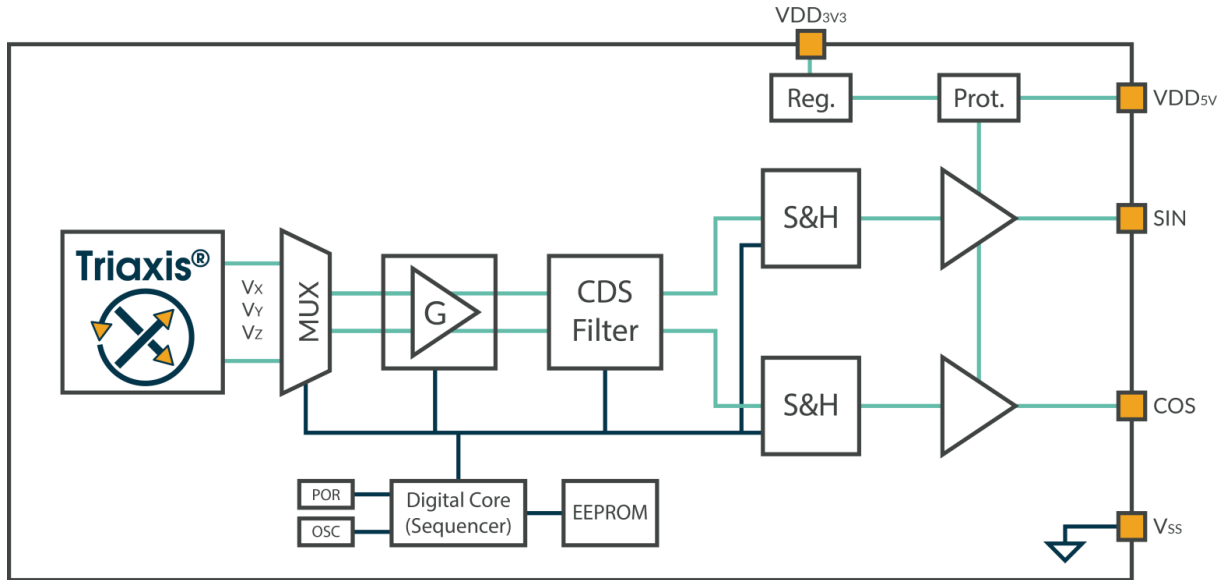 VDD3V3
Reg.
Prot.
VDD5V
S&H
SIN
Triaxis®
VX
VY
VZ
MUX
G
CDS
Filter
S&H
COS
POR
OSC
Digital Core
(Sequencer)
EEPROM
VSS